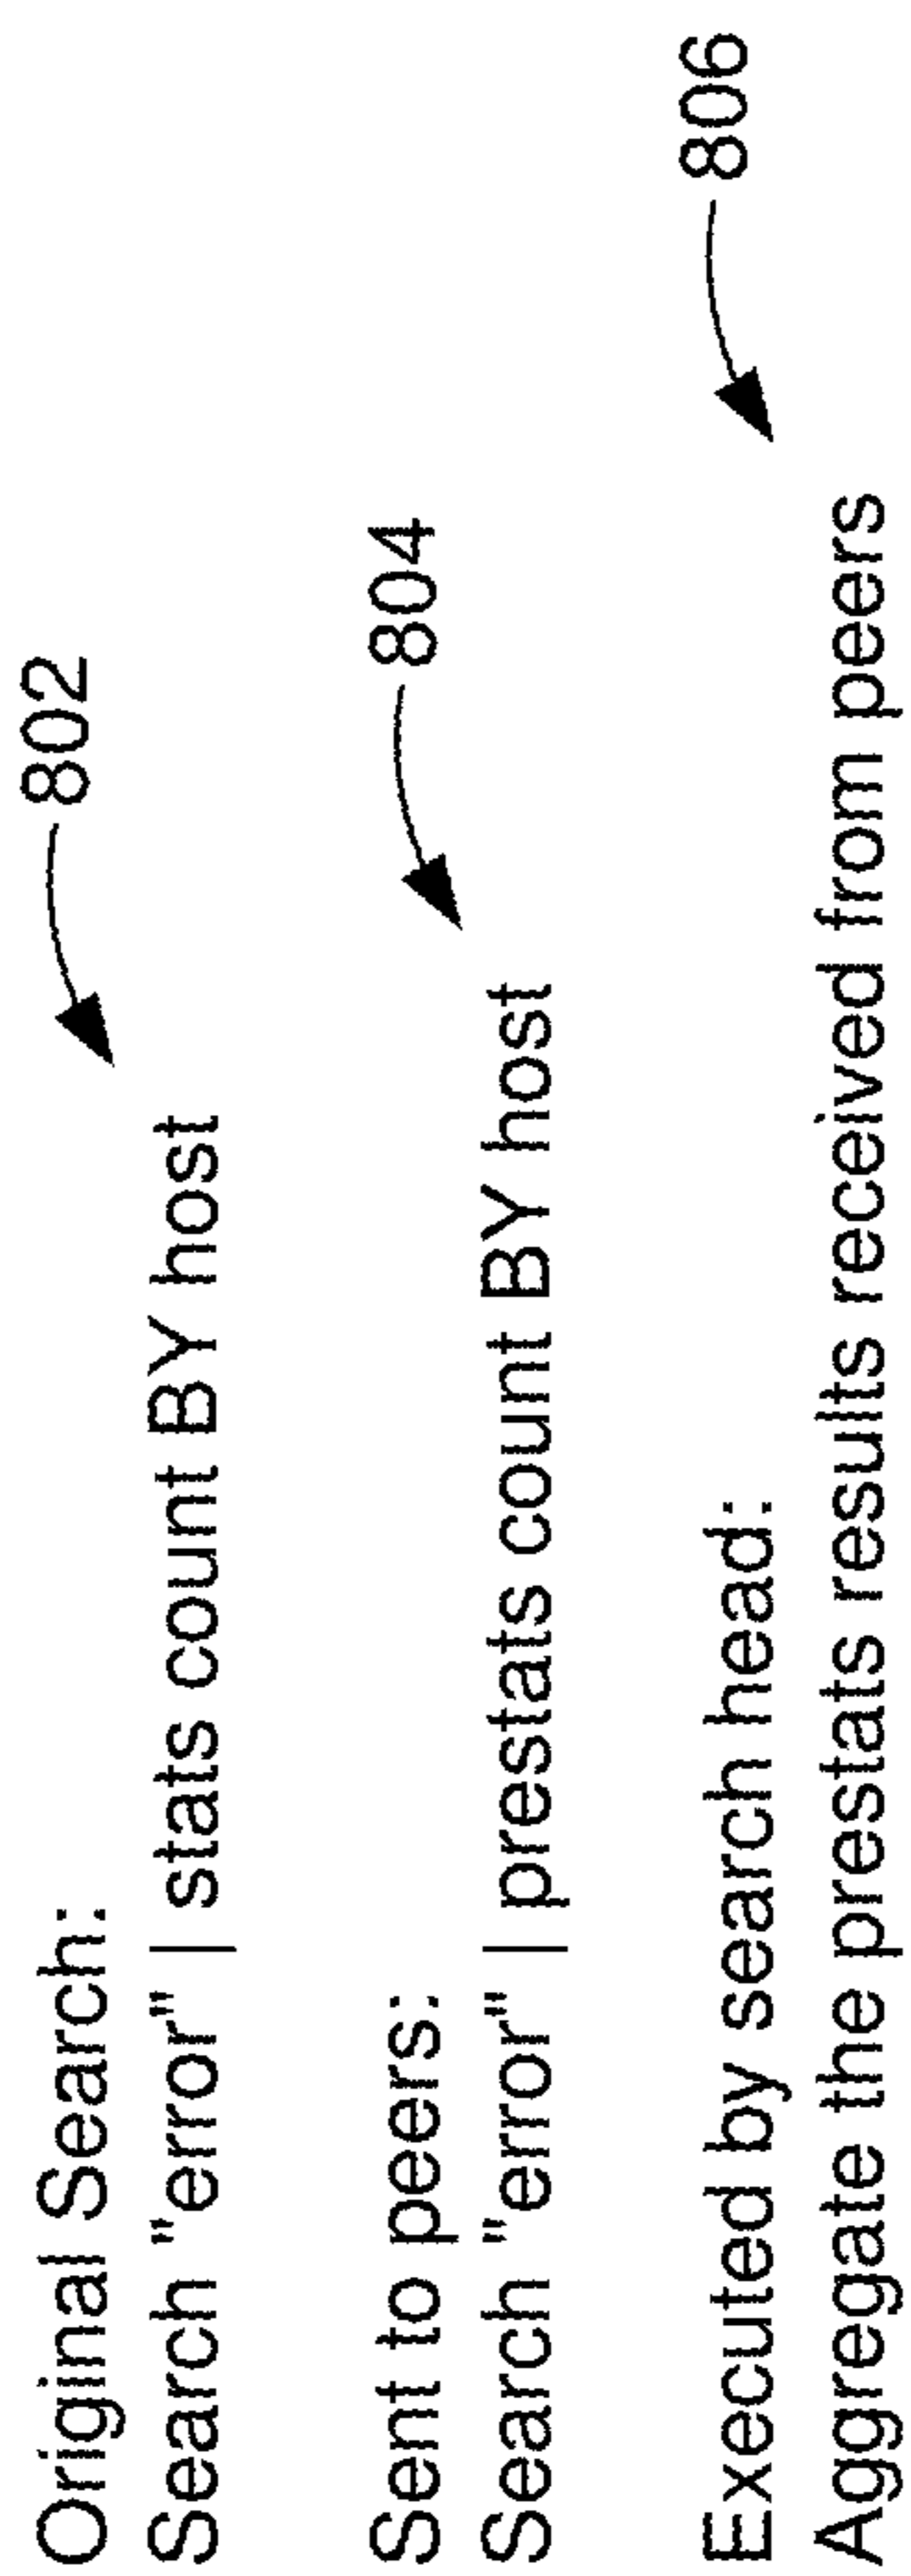 Original Search: 802
Search "error" | stats count BY host
Sent to peers: 804
Search "error" | prestats count BY host
Executed by search head: 806
Aggregate the prestats results received from peers